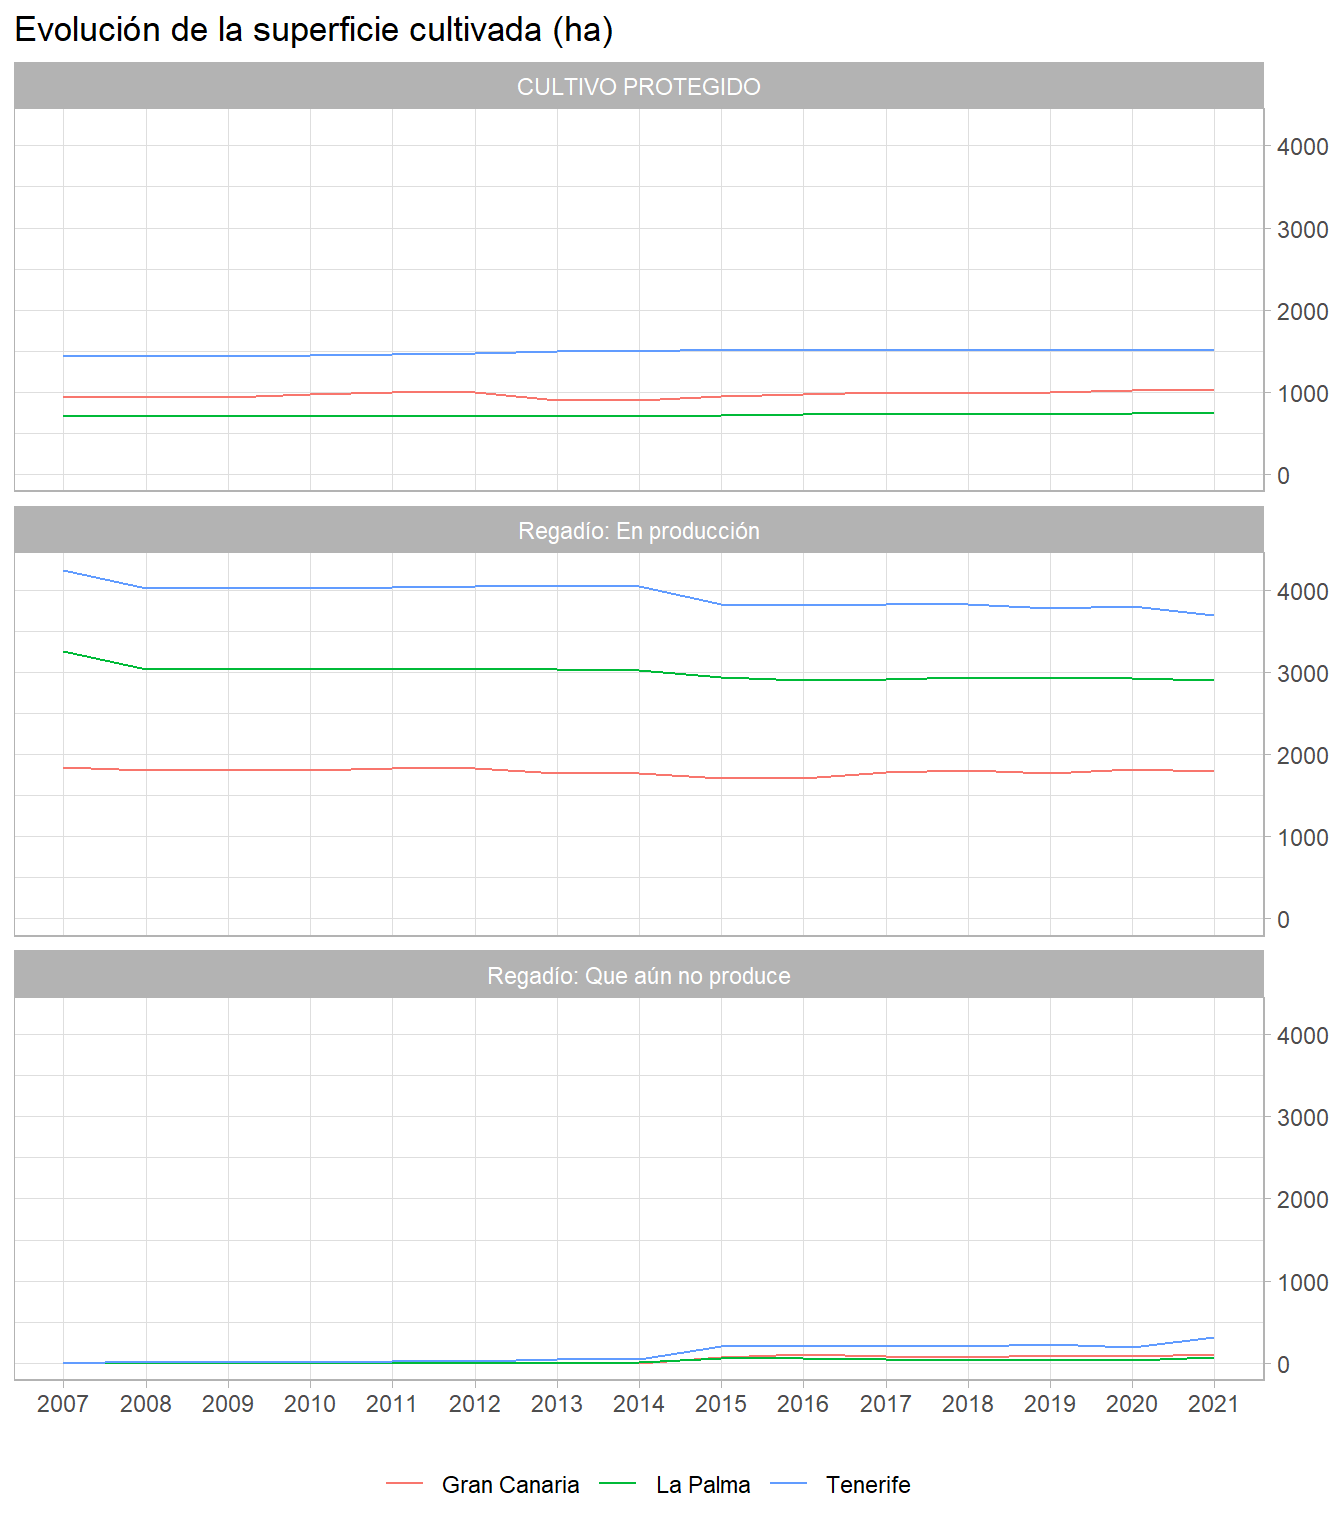 Evolución de la superficie cultivada (ha)
CULTIVO PROTEGIDO
4000
3000
2000
1000
0
Regadío: En producción
4000
3000
2000
1000
0
Regadío: Que aún no produce
4000
3000
2000
1000
0
2007 2008 2009 2010 2011 2012 2013 2014 2015 2016 2017 2018 2019 2020 2021
Gran Canaria La Palma Tenerife